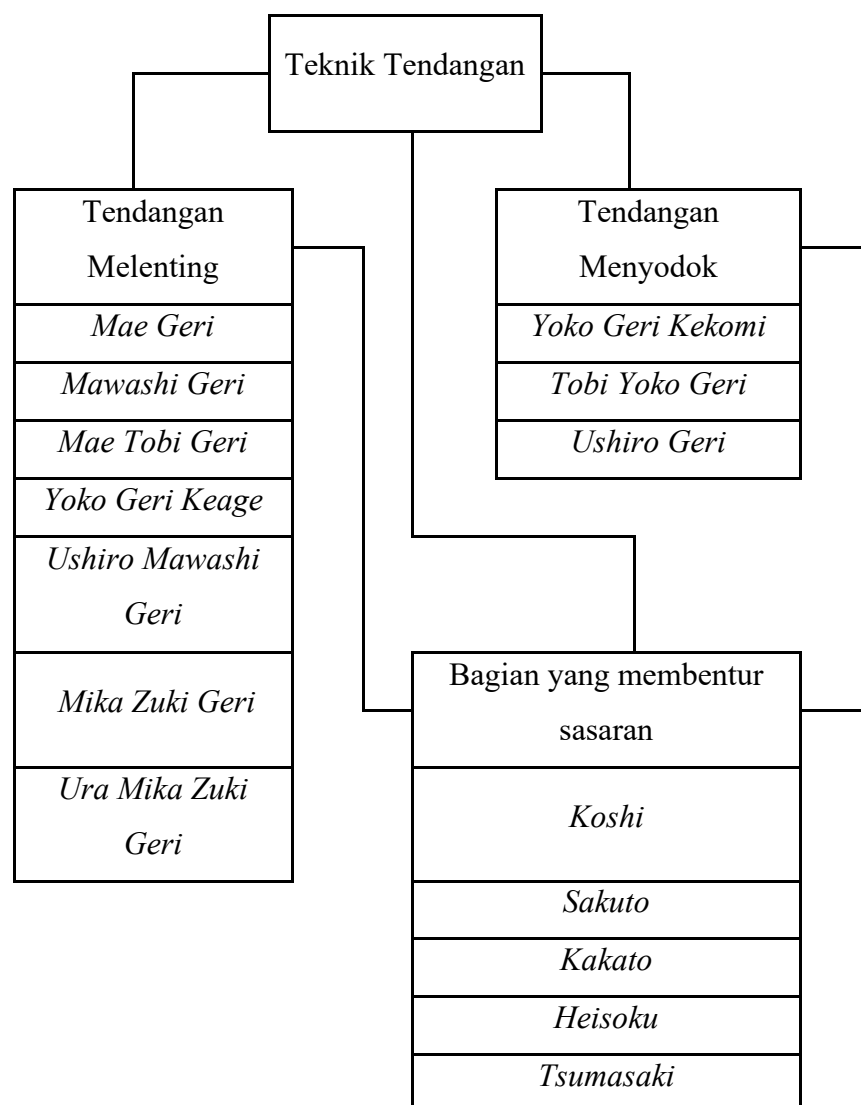 Teknik Tendangan
Tendangan
Melenting
Mae Geri
Mawashi Geri
Mae Tobi Geri
Yoko Geri Keage
Ushiro Mawashi
Geri
Mika Zuki Geri
Ura Mika Zuki
Geri
Tendangan
Menyodok
Yoko Geri Kekomi
Tobi Yoko Geri
Ushiro Geri
Bagian yang membentur
sasaran
Koshi
Sakuto
Kakato
Heisoku
Tsumasaki